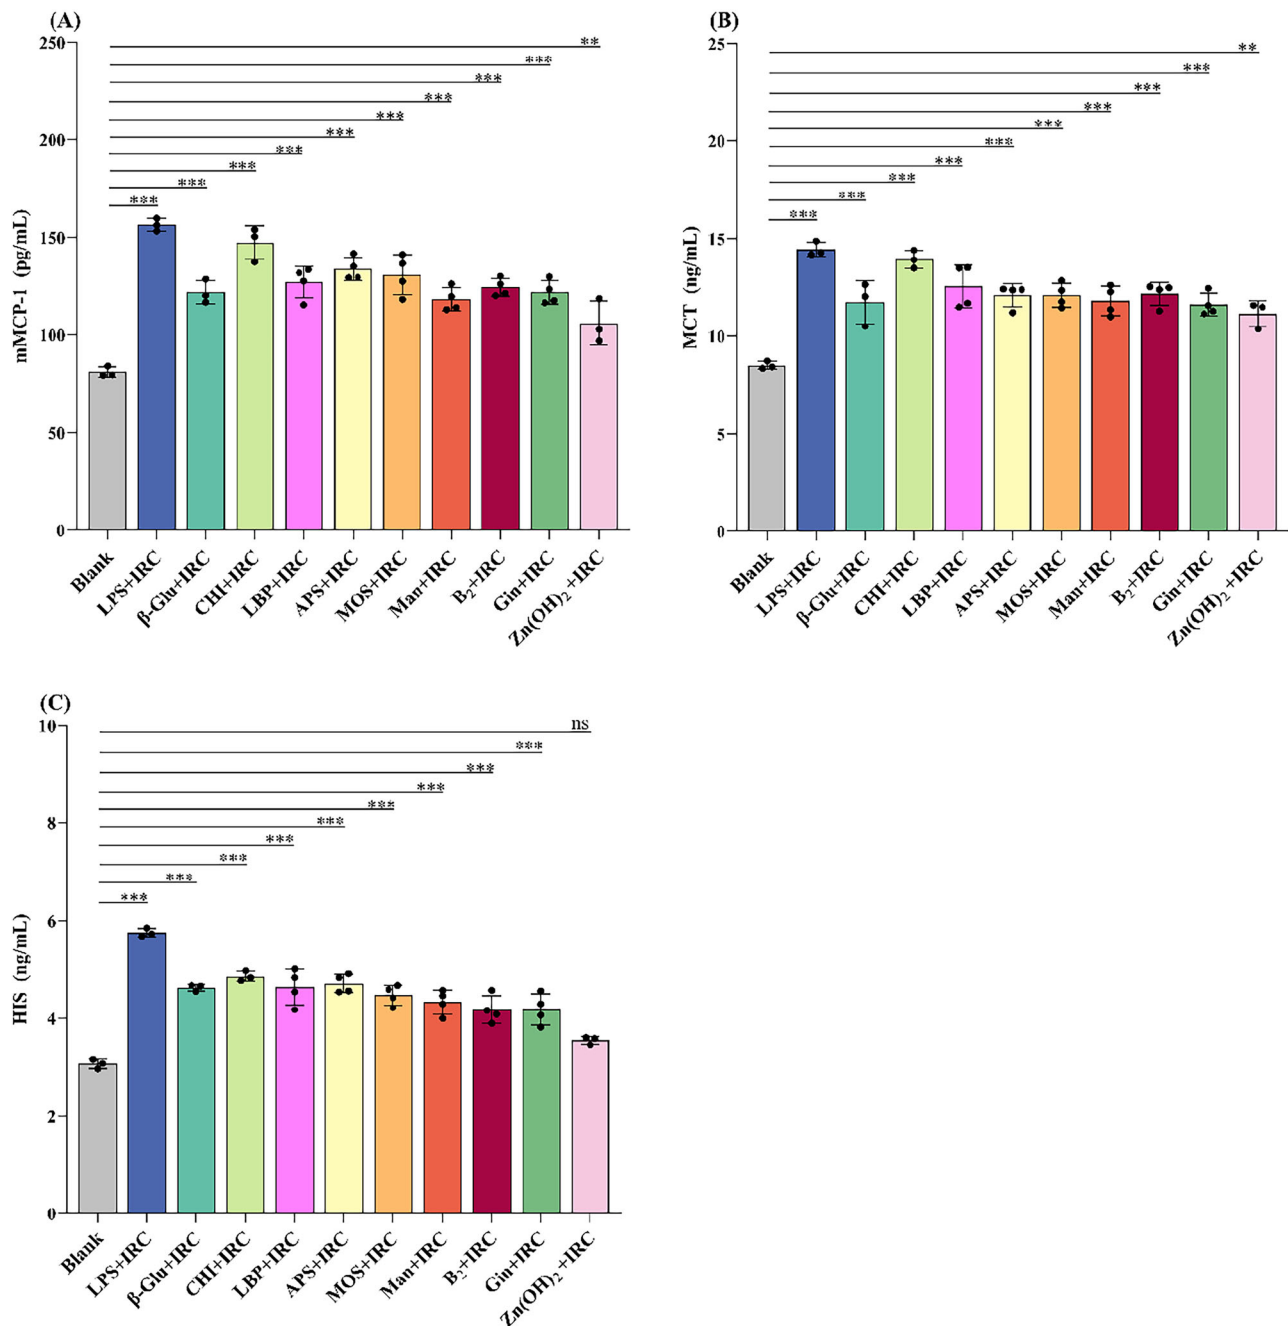 (A)
mMCP-1 (pg/mL)
250
200
150
100
50
0
**
***
***
***
***
***
***
***
***
***
Blank
LPS+IRC
β-Glu+IRC
CHI+IRC
LBP+IRC
APS+IRC
MOS+IRC
Man+IRC
B₂+IRC
Gin+IRC
Zn(OH)₂+IRC
(B)
MCT (ng/mL)
25
20
15
10
5
0
**
***
***
***
***
***
***
***
***
***
Blank
LPS+IRC
β-Glu+IRC
CHI+IRC
LBP+IRC
APS+IRC
MOS+IRC
Man+IRC
B₂+IRC
Gin+IRC
Zn(OH)₂+IRC
(C)
HIS (ng/mL)
10
8
6
4
2
0
ns
***
***
***
***
***
***
***
***
***
Blank
LPS+IRC
β-Glu+IRC
CHI+IRC
LBP+IRC
APS+IRC
MOS+IRC
Man+IRC
B₂+IRC
Gin+IRC
Zn(OH)₂+IRC